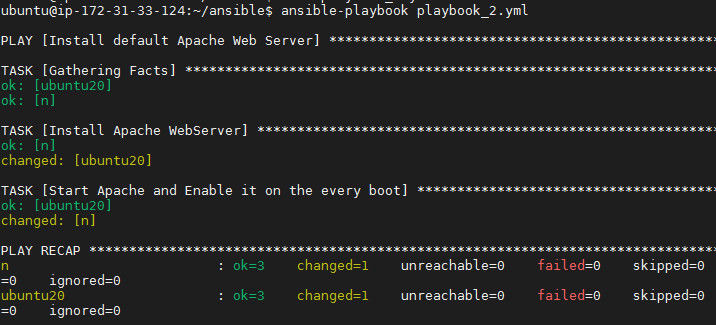 ubuntu@ip-172-31-33-124:~/ansible$ ansible-playbook playbook_2.yml
PLAY [Install default Apache Web Server] *************************************************
TASK [Gathering Facts] *******************************************************************
ok: [ubuntu20]
ok: [n]
TASK [Install Apache WebServer] **********************************************************
ok: [n]
changed: [ubuntu20]
TASK [Start Apache and Enable it on the every boot] **************************************
ok: [ubuntu20]
changed: [n]
PLAY RECAP *******************************************************************************
n : ok=3 changed=1 unreachable=0 failed=0 skipped=0
=0 ignored=0
ubuntu20 : ok=3 changed=1 unreachable=0 failed=0 skipped=0
=0 ignored=0